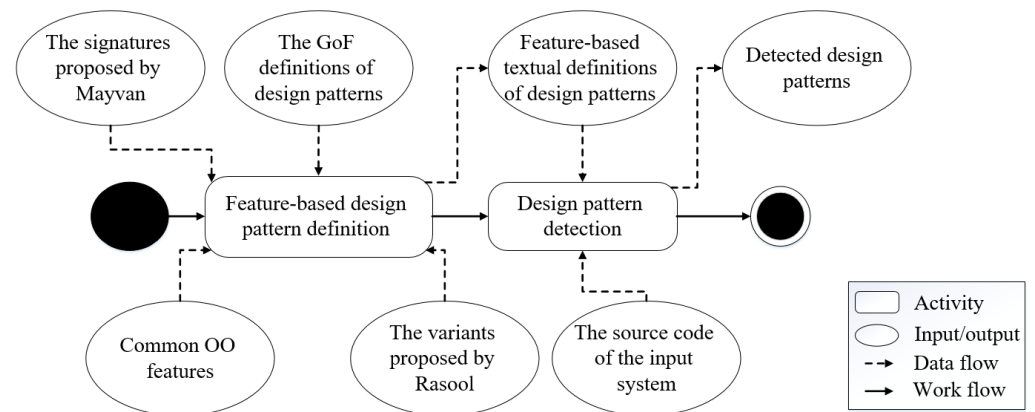 The signatures
proposed by
Mayvan
The GoF
definitions of
design patterns
Feature-based
textual definitions
of design patterns
Detected design
patterns
Feature-based design
pattern definition
Design pattern
detection
Common OO
features
The variants
proposed by
Rasool
The source code
of the input
system
Activity
Input/output
Data flow
Work flow